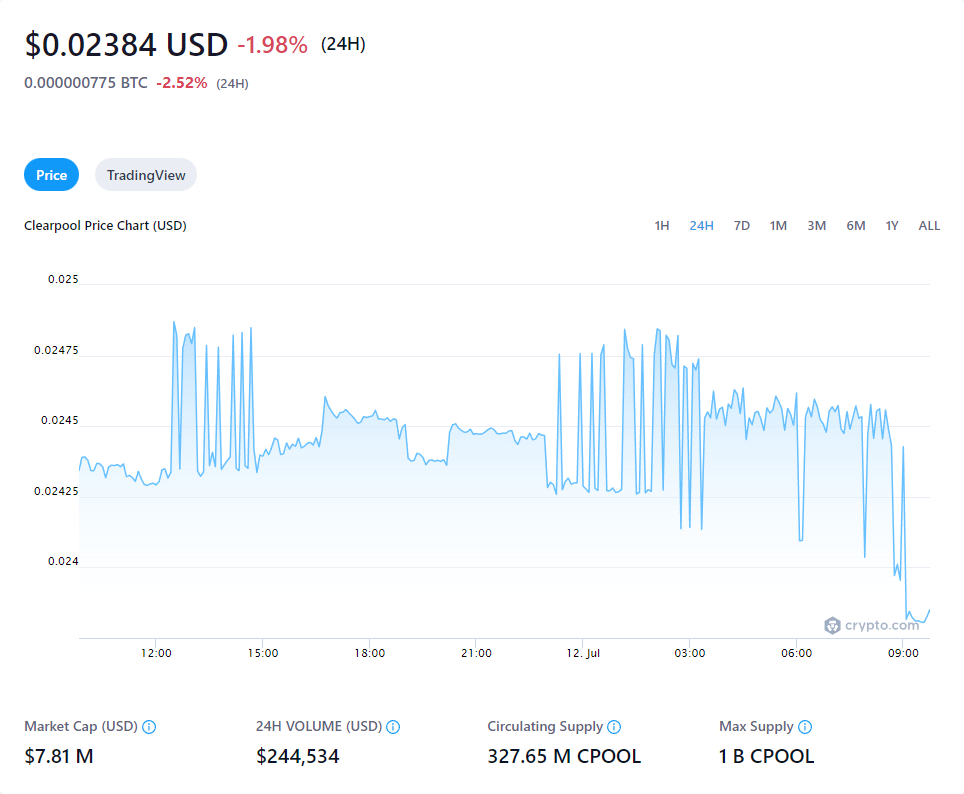 $0.02384 USD -1.98% (24H)
0.000000775 BTC -2.52% (24H)
Price TradingView
Clearpool Price Chart (USD) 1H 24H 7D 1M 3M 6M 1Y ALL
0.025
0.02475
0.0245
0.02425
0.024
crypto.com
12:00 15:00 18:00 21:00 12. Jul 03:00 06:00 09:00
Market Cap (USD) 24H VOLUME (USD) Circulating Supply Max Supply
$7.81 M $244,534 327.65 M CPOOL 1 B CPOOL